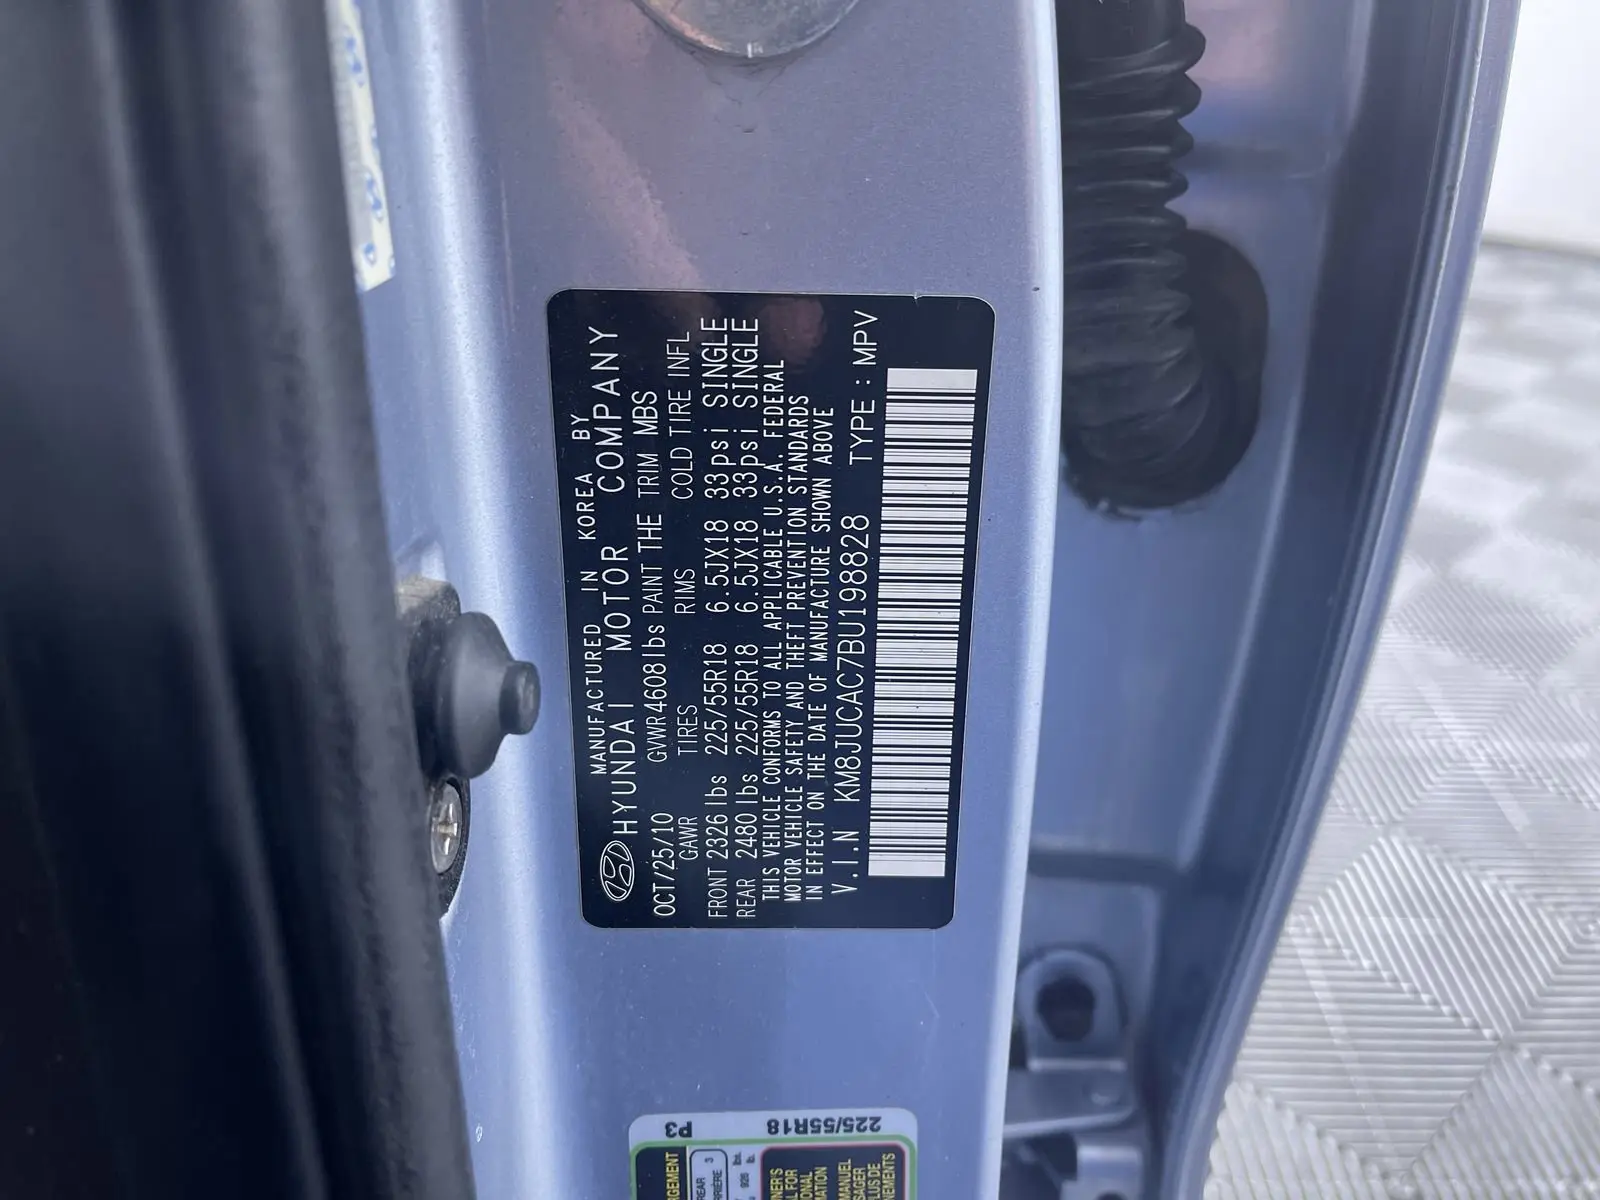 MANUFACTURED IN KOREA BY
HYUNDAI MOTOR COMPANY
OCT/25/10 GVWR4608lbs PAINT THE TRIM MBS
GAWR TIRES RIMS COLD TIRE INFL
FRONT 2326lbs 225/55R18 6.5JX18 33psi SINGLE
REAR 2480lbs 225/55R18 6.5JX18 33psi SINGLE
THIS VEHICLE CONFORMS TO ALL APPLICABLE U.S.A. FEDERAL
MOTOR VEHICLE SAFETY AND THEFT PREVENTION STANDARDS
IN EFFECT ON THE DATE OF MANUFACTURE SHOWN ABOVE
V.I.N KM8JUCAC7BU198828 TYPE : MPV
225/55R18 P3